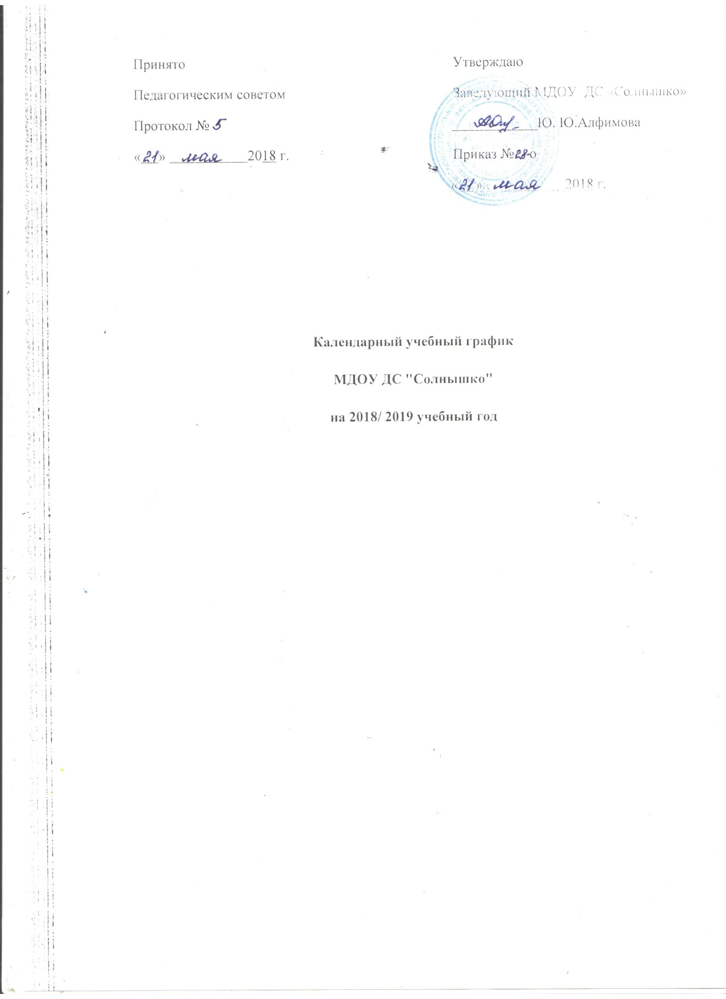 Принято
Педагогическим советом
Протокол № 5
«21» мая 2018 г.
Утверждаю
Заведующий МДОУ ДС «Солнышко»
Ю. Ю.Алфимова
Приказ №28-о
«21» мая 2018 г.
Календарный учебный график
МДОУ ДС "Солнышко"
на 2018/ 2019 учебный год